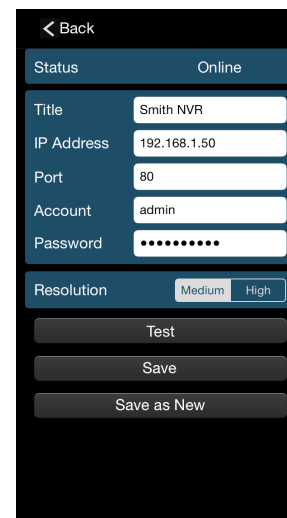 Back
Status Online
Title Smith NVR
IP Address 192.168.1.50
Port 80
Account admin
Password ●●●●●●●●●●
Resolution Medium High
Test
Save
Save as New